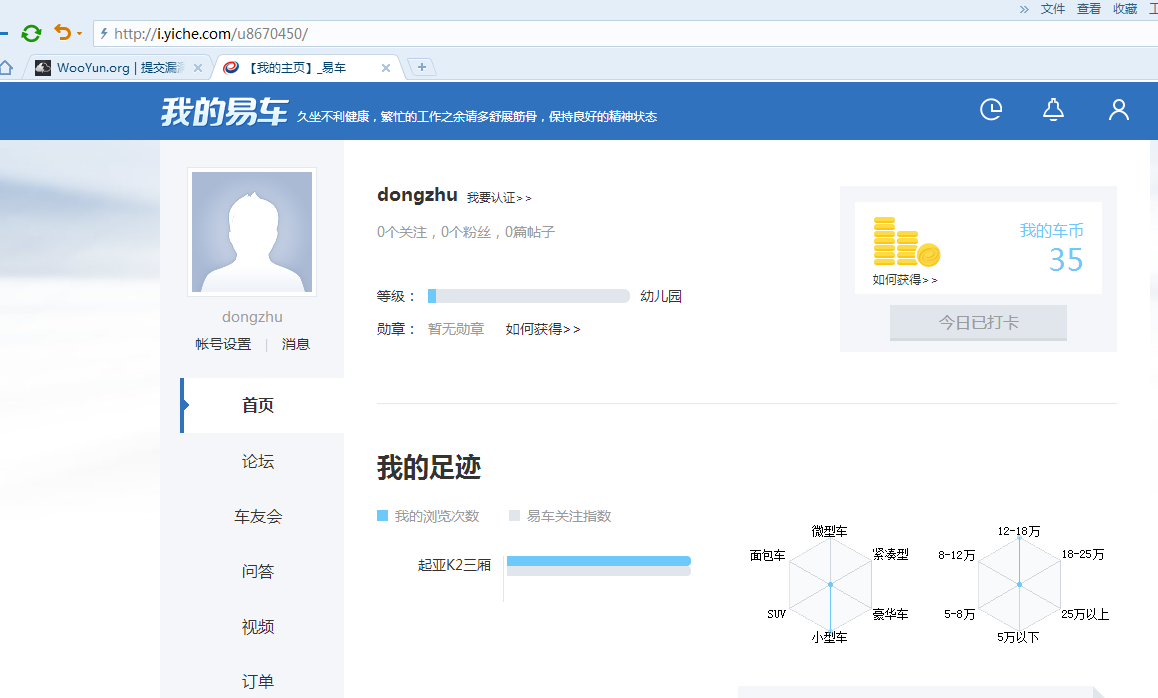 » 文件 查看 收藏
http://i.yiche.com/u8670450/
WooYun.org | 提交漏 【我的主页】_易车
我的易车 久坐不利健康，繁忙的工作之余请多舒展筋骨，保持良好的精神状态
dongzhu 我要认证>>
0个关注，0个粉丝，0篇帖子
等级： 幼儿园
勋章： 暂无勋章 如何获得>>
我的车币
35
如何获得>>
今日已打卡
dongzhu
帐号设置 | 消息
首页
论坛
车友会
问答
视频
订单
我的足迹
我的浏览次数 易车关注指数
起亚K2三厢
微型车
面包车 紧凑型
SUV 豪华车
小型车
12-18万
8-12万 18-25万
5-8万 25万以上
5万以下